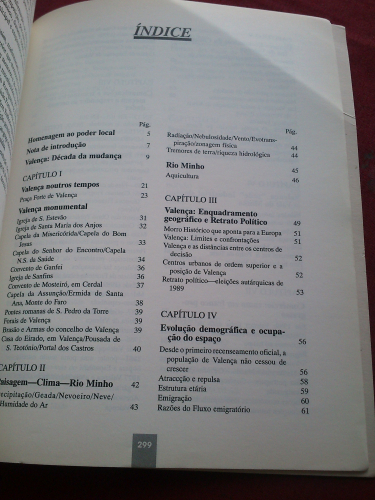 ÍNDICE
Pág.
Homenagem ao poder local 5
Nota de introdução 7
Valença: Década da mudança 9
CAPÍTULO I
Valença noutros tempos 21
Praça Forte de Valença 23
Valença monumental
Igreja de S. Estevão 31
Igreja de Santa Maria dos Anjos 32
Capela da Misericórdia/Capela do Bom
Jesus 33
Capela do Senhor do Encontro/Capela
N.S. da Saúde 34
Convento de Ganfei 36
Igreja de Sanfins 36
Convento de Mosteiró, em Cerdal 37
Capela da Assunção/Ermida de Santa
Ana, Monte do Faro 38
Pontes romanas de S. Pedro da Torre 39
Forais de Valença 39
Brasão e Armas do concelho de Valença 39
Casa do Eirado, em Valença/Pousada de
S. Teotónio/Portal dos Castros 40
CAPÍTULO II
Paisagem—Clima—Rio Minho 42
Precipitação/Geada/Nevoeiro/Neve/
Humidade do Ar 43
Pág.
Radiação/Nebulosidade/Vento/Evotrans-
piração/zonagem física 44
Tremores de terra/riqueza hidrológica 44
Rio Minho 45
Aquicultura 46
CAPÍTULO III
Valença: Enquadramento
geográfico e Retrato Político 49
Morro Histórico que aponta para a Europa 51
Valença: Limites e confrontações 51
Valença e as distâncias entre os centros de
decisão 52
Centros urbanos de ordem superior e a
posição de Valença 52
Retrato político—eleições autárquicas de
1989 53
CAPÍTULO IV
Evolução demográfica e ocupa-
ção do espaço 56
Desde o primeiro recenseamento oficial, a
população de Valença não cessou de
crescer 56
Atracção e repulsa 58
Estrutura etária 59
Emigração 60
Razões do Fluxo emigratório 61
299